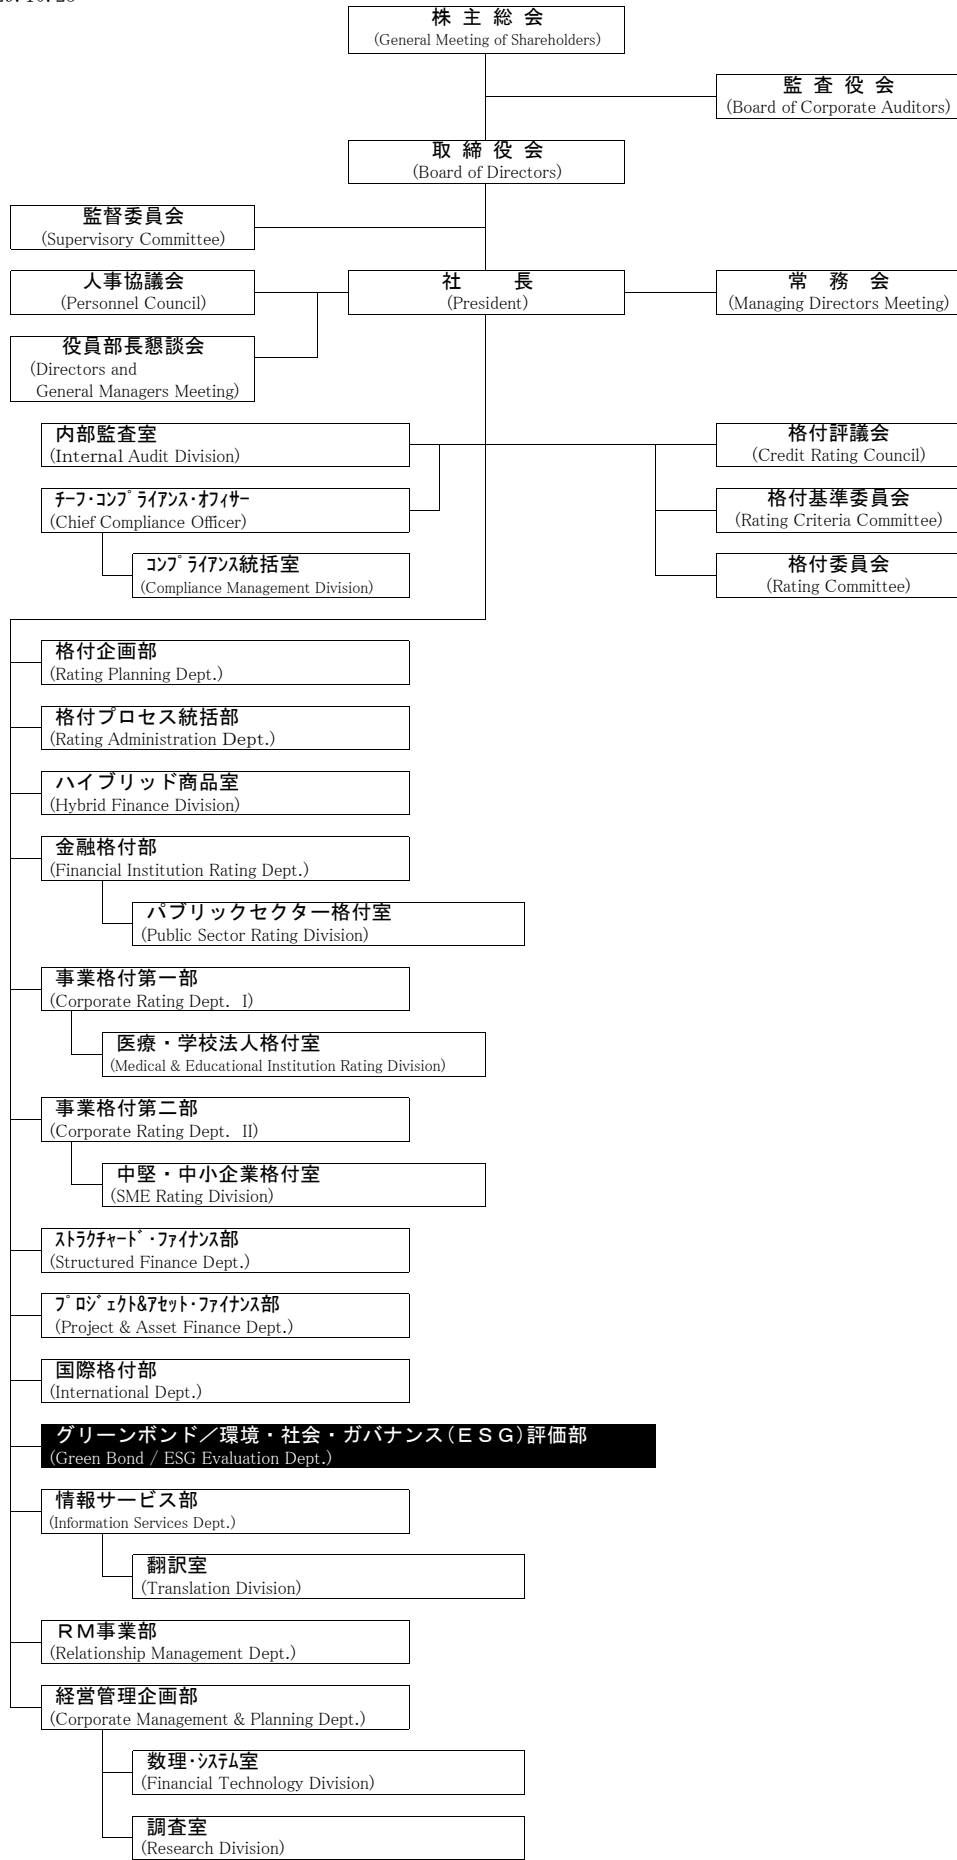 株 主 総 会
(General Meeting of Shareholders)
監 査 役 会
(Board of Corporate Auditors)
取 締 役 会
(Board of Directors)
監督委員会
(Supervisory Committee)
人事協議会
(Personnel Council)
社 長
(President)
常 務 会
(Managing Directors Meeting)
役員部長懇談会
(Directors and
General Managers Meeting)
内部監査室
(Internal Audit Division)
格付評議会
(Credit Rating Council)
ﾁｰﾌ･ｺﾝﾌﾟﾗｲｱﾝｽ･ｵﾌｨｻｰ
(Chief Compliance Officer)
格付基準委員会
(Rating Criteria Committee)
ｺﾝﾌﾟﾗｲｱﾝｽ統括室
(Compliance Management Division)
格付委員会
(Rating Committee)
格付企画部
(Rating Planning Dept.)
格付プロセス統括部
(Rating Administration Dept.)
ハイブリッド商品室
(Hybrid Finance Division)
金融格付部
(Financial Institution Rating Dept.)
パブリックセクター格付室
(Public Sector Rating Division)
事業格付第一部
(Corporate Rating Dept. I)
医療・学校法人格付室
(Medical & Educational Institution Rating Division)
事業格付第二部
(Corporate Rating Dept. II)
中堅・中小企業格付室
(SME Rating Division)
ｽﾄﾗｸﾁｬｰﾄﾞ･ﾌｧｲﾅﾝｽ部
(Structured Finance Dept.)
ﾌﾟﾛｼﾞｪｸﾄ&ｱｾｯﾄ･ﾌｧｲﾅﾝｽ部
(Project & Asset Finance Dept.)
国際格付部
(International Dept.)
グリーンボンド／環境・社会・ガバナンス（ＥＳＧ）評価部
(Green Bond / ESG Evaluation Dept.)
情報サービス部
(Information Services Dept.)
翻訳室
(Translation Division)
ＲＭ事業部
(Relationship Management Dept.)
経営管理企画部
(Corporate Management & Planning Dept.)
数理･ｼｽﾃﾑ室
(Financial Technology Division)
調査室
(Research Division)